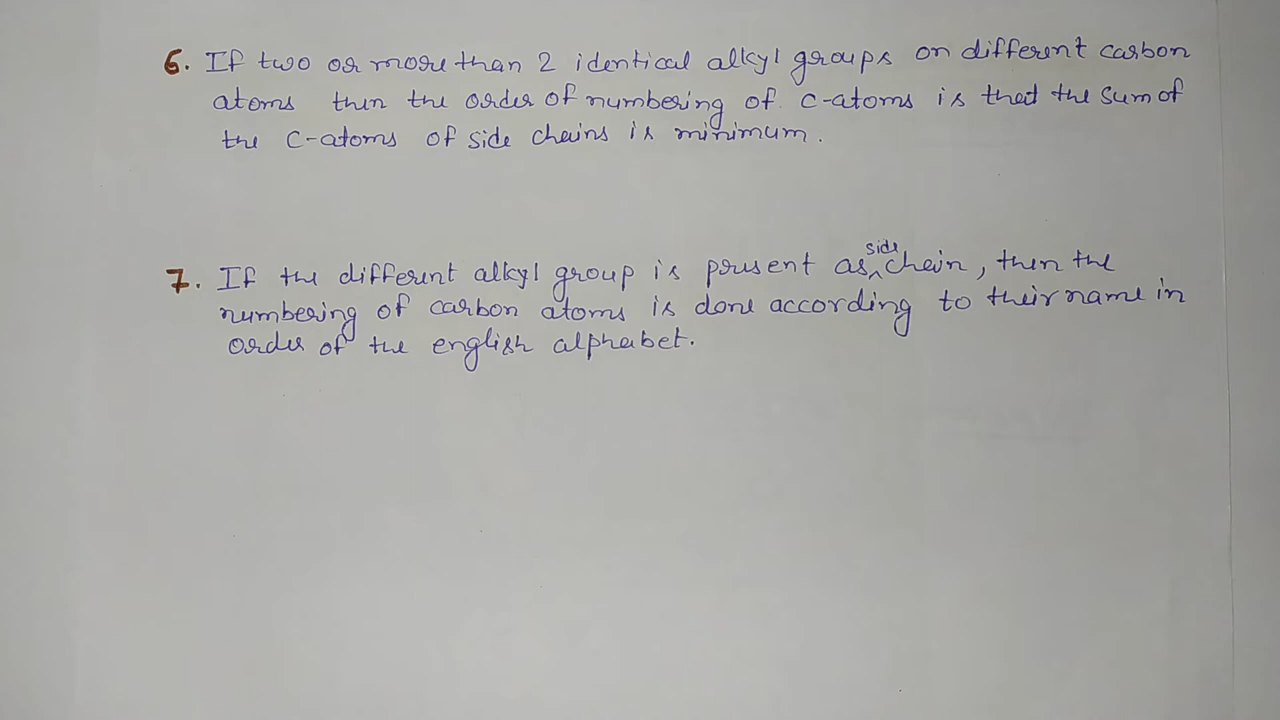 6. If two or more than 2 identical alkyl groups on different carbon
atoms then the order of numbering of C-atoms is that the sum of
the C-atoms of side chains is minimum.
7. If the different alkyl group is present as side chain, then the
numbering of carbon atoms is done according to their name in
order of the english alphabet.